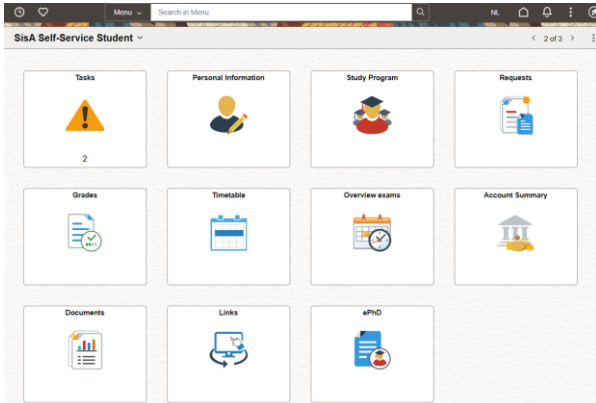 Menu
Search in Menu
NL
SisA Self-Service Student
2 of 3
Tasks
Personal Information
Study Program
Requests
2
Grades
Timetable
Overview exams
Account Summary
Documents
Links
ePhD